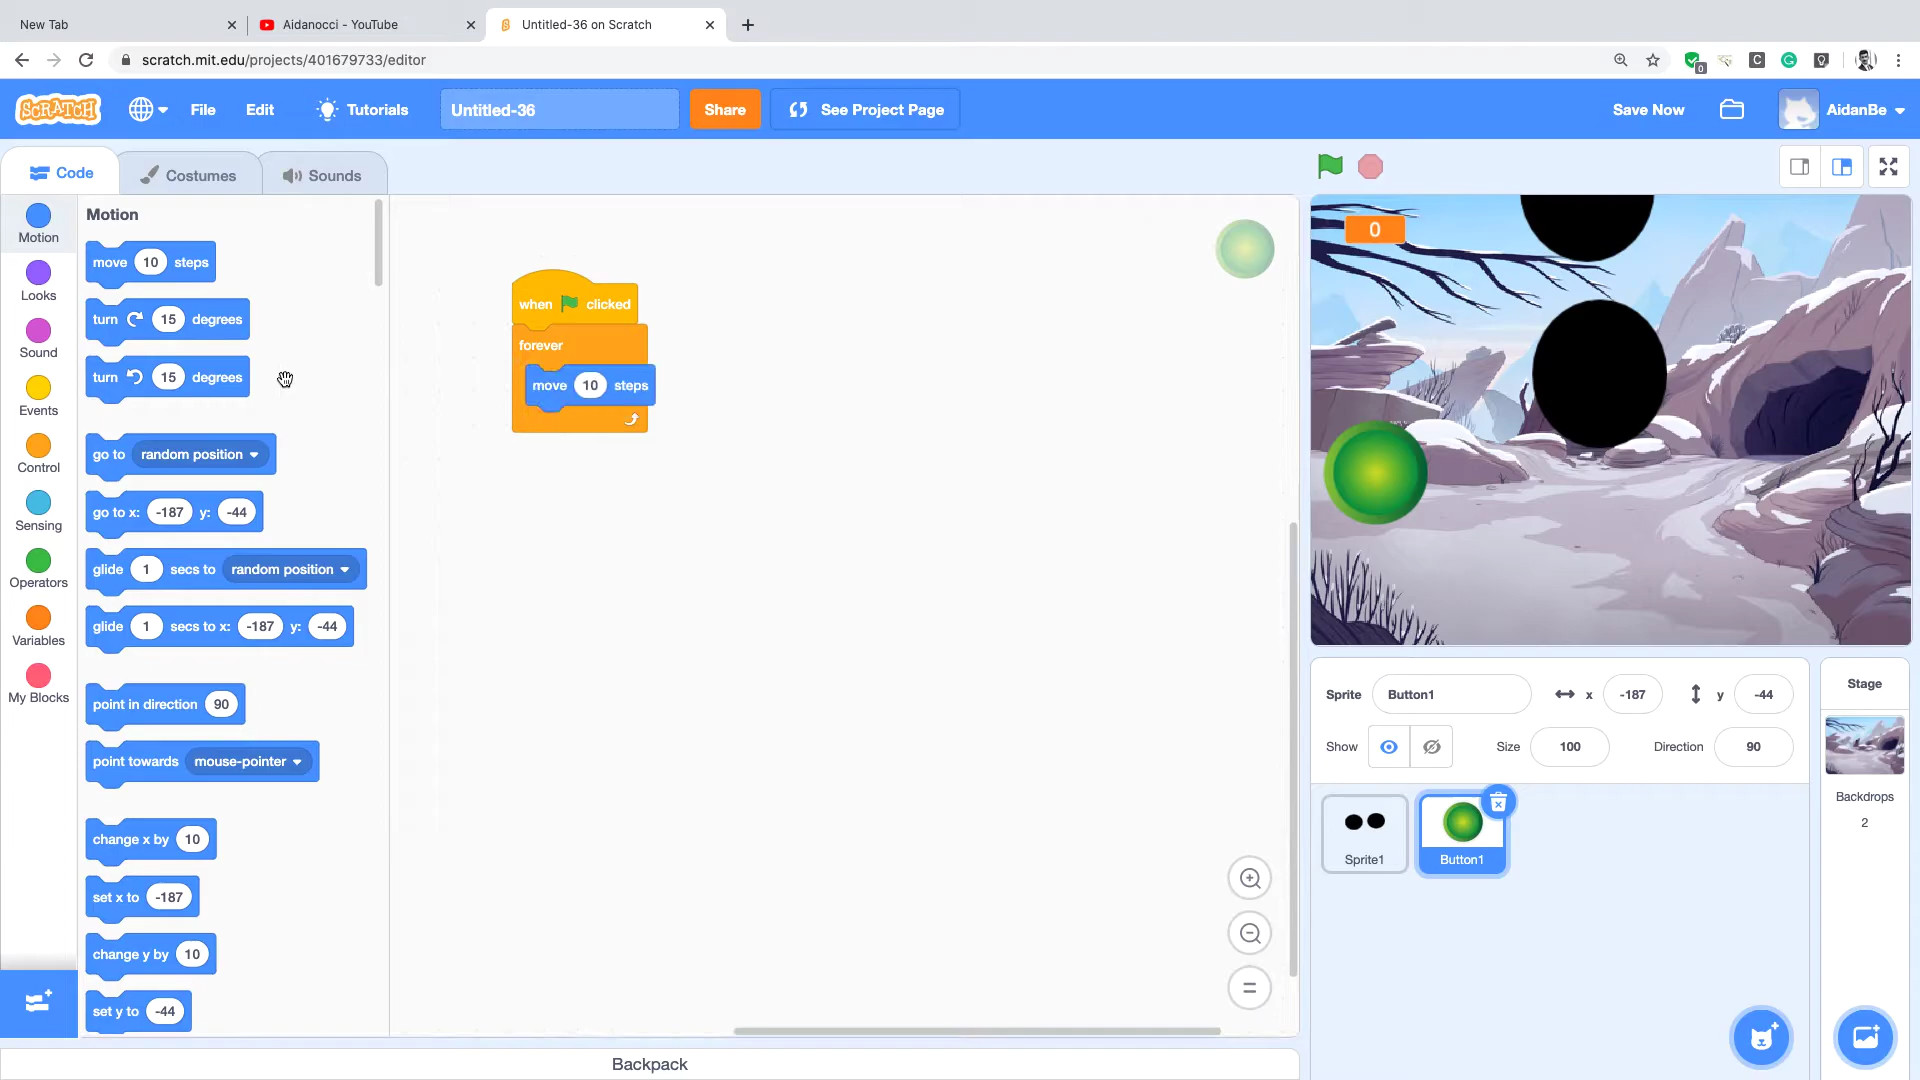 New Tab
Aidanocci - YouTube
Untitled-36 on Scratch
scratch.mit.edu/projects/401679733/editor
0
C
SCRATCH
File
Edit
Tutorials
Untitled-36
Share
See Project Page
Save Now
AidanBe
Code
Costumes
Sounds
Motion
Looks
Sound
Events
Control
Sensing
Operators
Variables
My Blocks
Motion
move 10 steps
turn 15 degrees
turn 15 degrees
go to random position
go to x: -187 y: -44
glide 1 secs to random position
glide 1 secs to x: -187 y: -44
point in direction 90
point towards mouse-pointer
change x by 10
set x to -187
change y by 10
set y to -44
when clicked
forever
move 10 steps
0
Sprite Button1 x -187 y -44
Show Size 100 Direction 90
Sprite1
Button1
Stage
Backdrops
2
Backpack